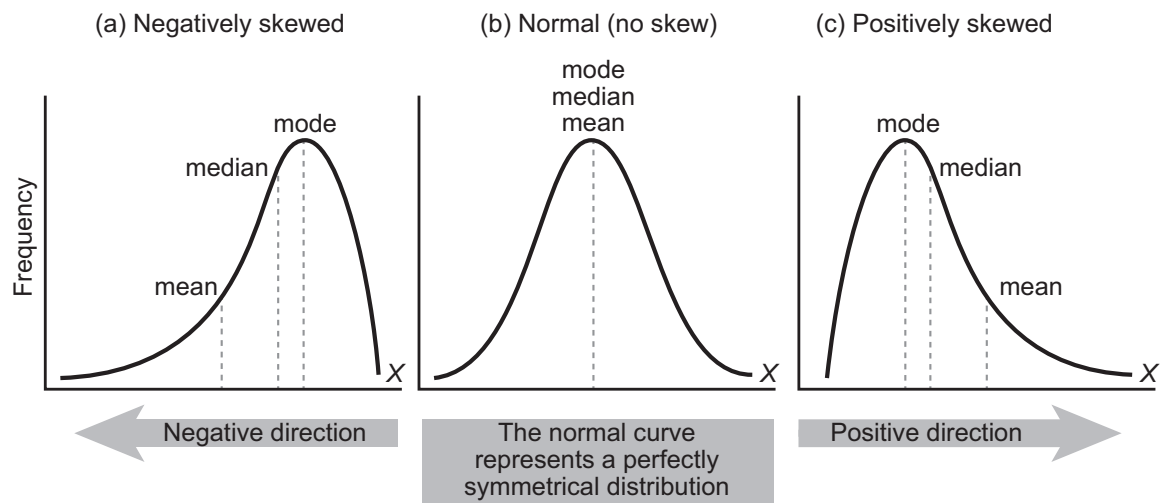 (a) Negatively skewed
(b) Normal (no skew)
(c) Positively skewed
Frequency
mode
median
mean
X
mode
median
mean
X
mode
median
mean
X
Negative direction
The normal curve
represents a perfectly
symmetrical distribution
Positive direction